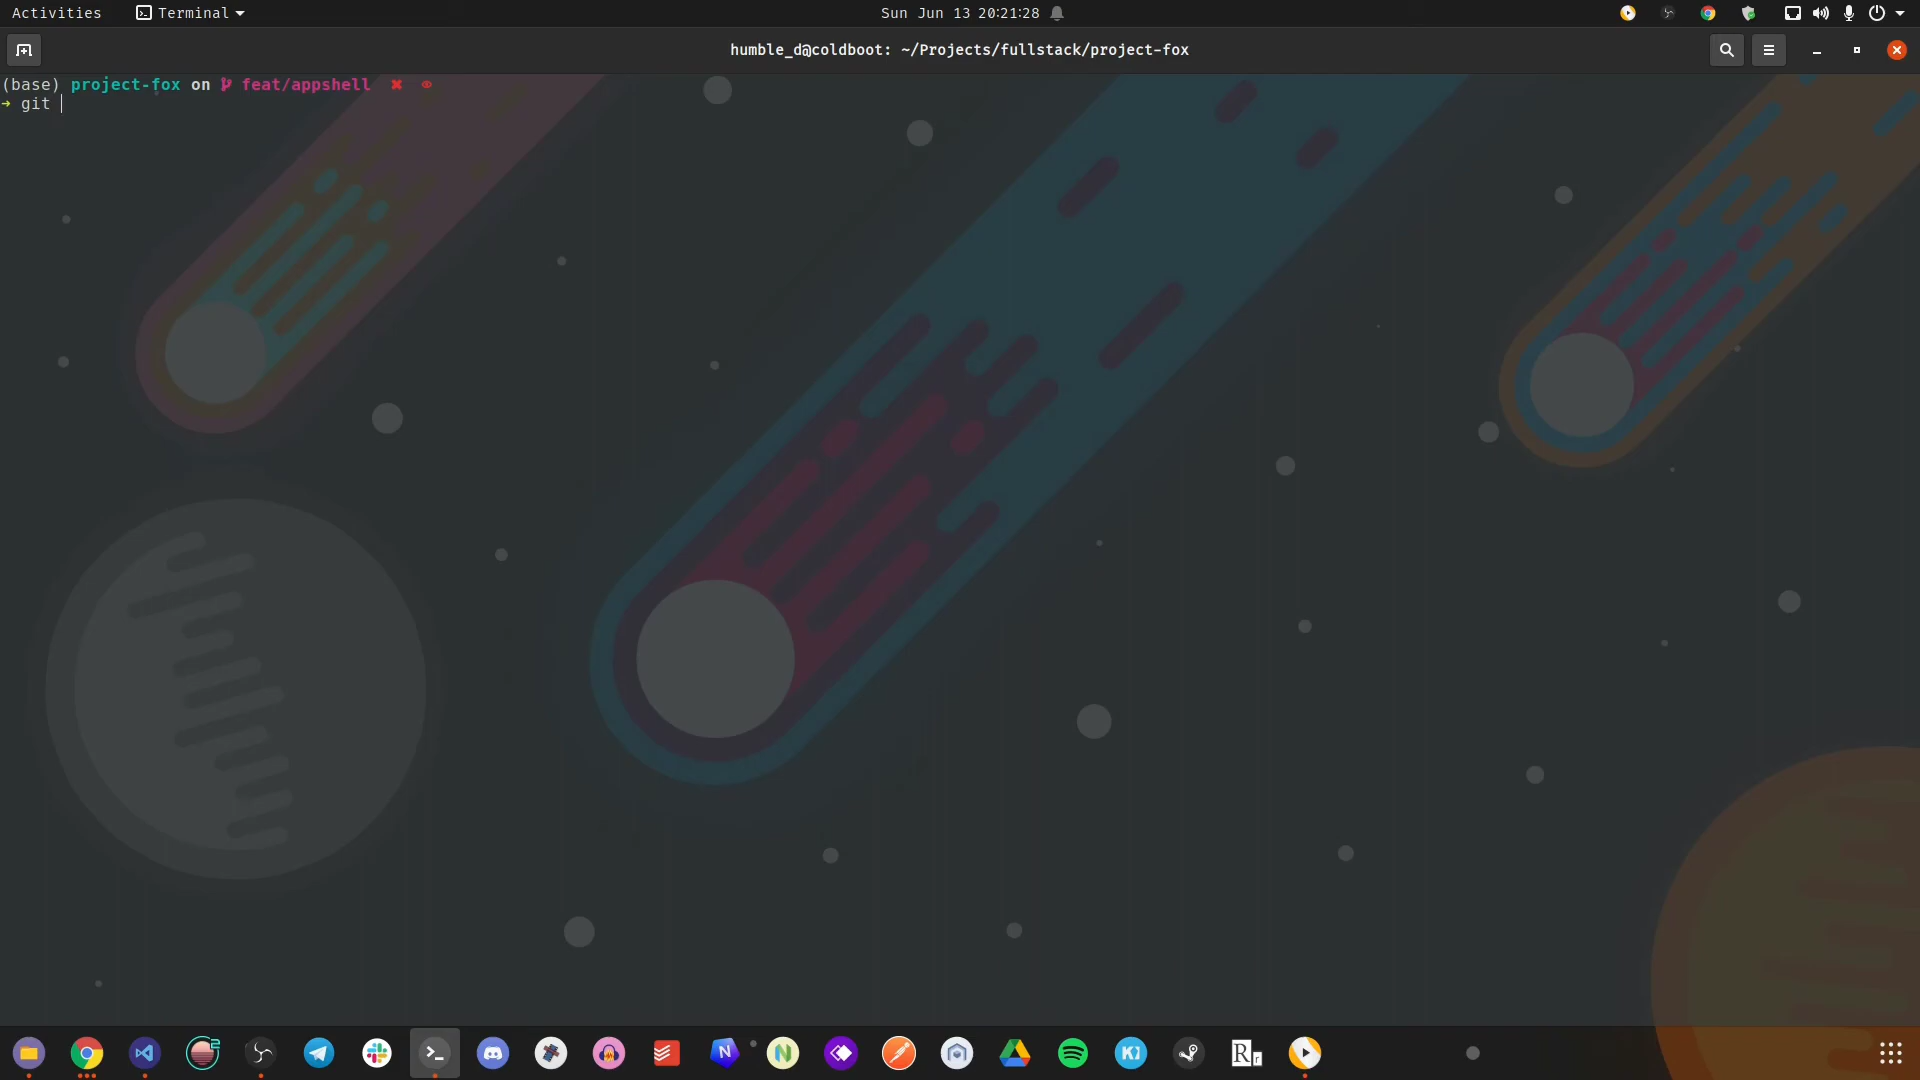 Activities Terminal Sun Jun 13 20:21:28
humble_d@coldboot: ~/Projects/fullstack/project-fox
(base) project-fox on feat/appshell
➜ git